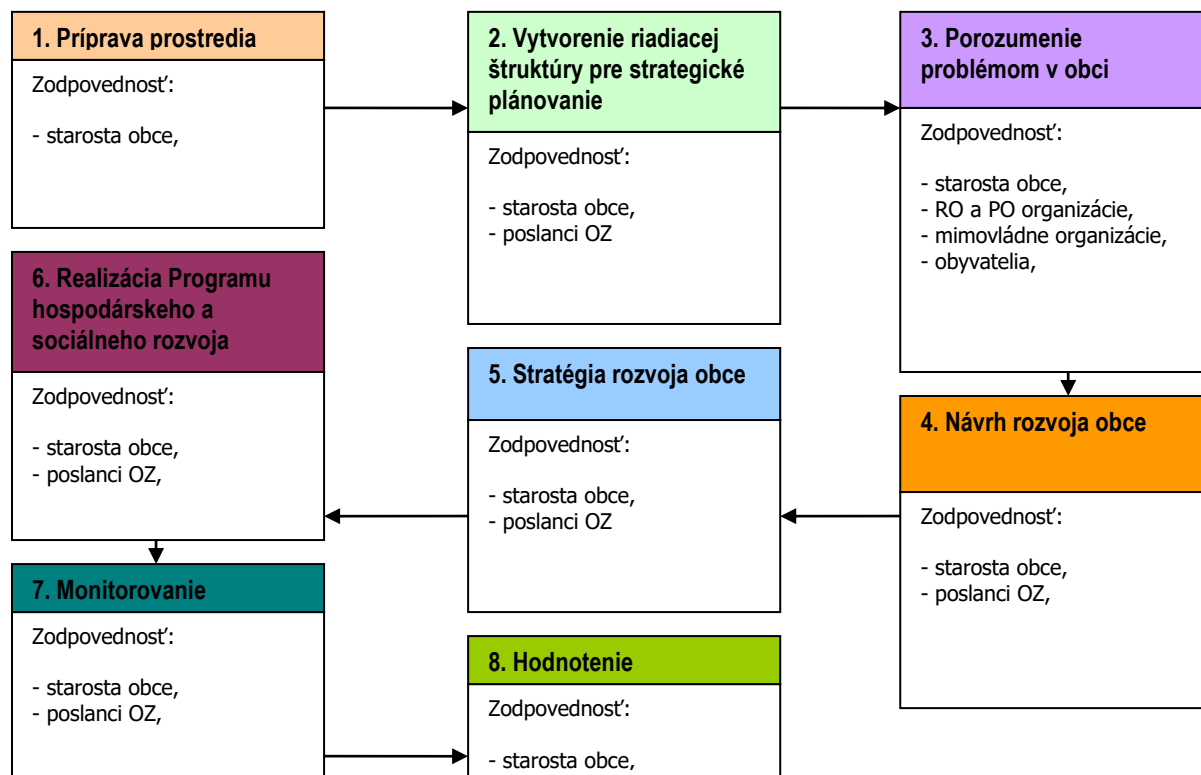 1. Príprava prostredia
Zodpovednosť:
- starosta obce,
2. Vytvorenie riadiacej
štruktúry pre strategické
plánovanie
Zodpovednosť:
- starosta obce,
- poslanci OZ
3. Porozumenie
problémom v obci
Zodpovednosť:
- starosta obce,
- RO a PO organizácie,
- mimovládne organizácie,
- obyvatelia,
4. Návrh rozvoja obce
Zodpovednosť:
- starosta obce,
- poslanci OZ,
5. Stratégia rozvoja obce
Zodpovednosť:
- starosta obce,
- poslanci OZ
6. Realizácia Programu
hospodárskeho a
sociálneho rozvoja
Zodpovednosť:
- starosta obce,
- poslanci OZ,
7. Monitorovanie
Zodpovednosť:
- starosta obce,
- poslanci OZ,
8. Hodnotenie
Zodpovednosť:
- starosta obce,